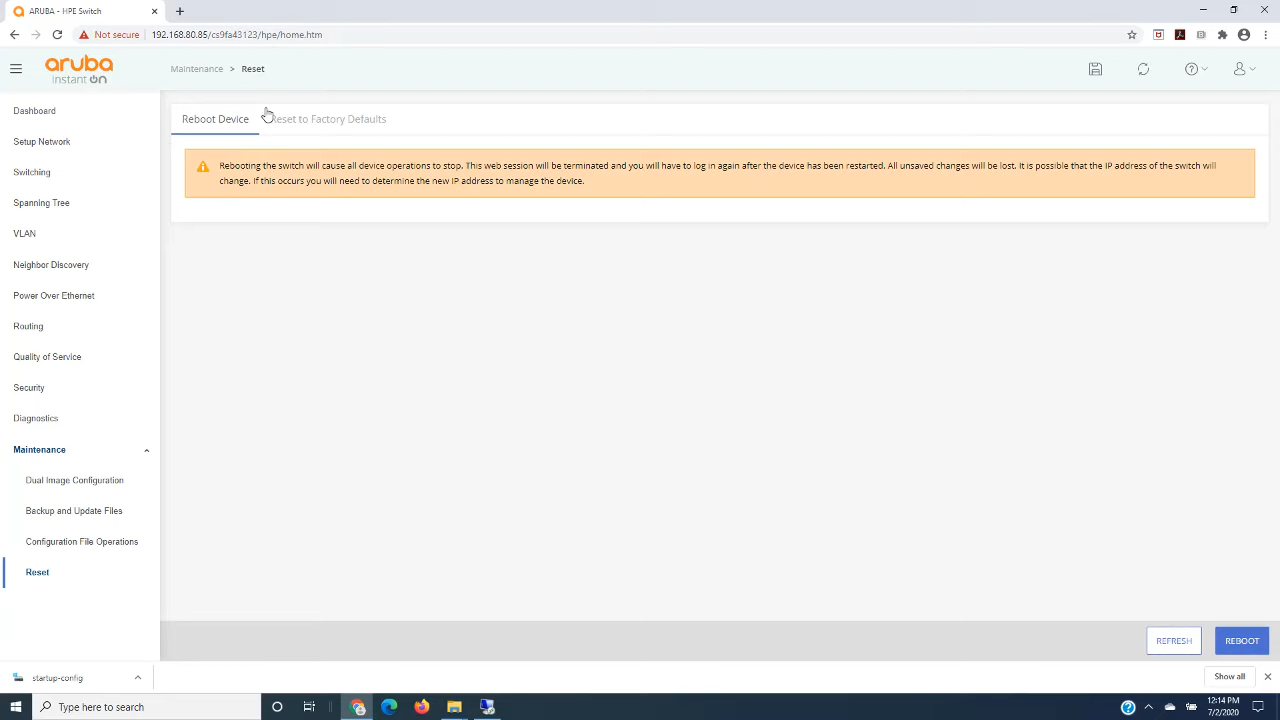 ARUBA - HPE Switch
Not secure
192.168.80.85/cs9fa43123/hpe/home.htm
aruba
instant on
Maintenance > Reset
Dashboard
Setup Network
Switching
Spanning Tree
VLAN
Neighbor Discovery
Power Over Ethernet
Routing
Quality of Service
Security
Diagnostics
Maintenance
Dual Image Configuration
Backup and Update Files
Configuration File Operations
Reset
Reboot Device
Reset to Factory Defaults
Rebooting the switch will cause all device operations to stop. This web session will be terminated and you will have to log in again after the device has been restarted. All unsaved changes will be lost. It is possible that the IP address of the switch will
change. If this occurs you will need to determine the new IP address to manage the device.
REFRESH
REBOOT
startup-config
Show all
Type here to search
12:14 PM
7/2/2020